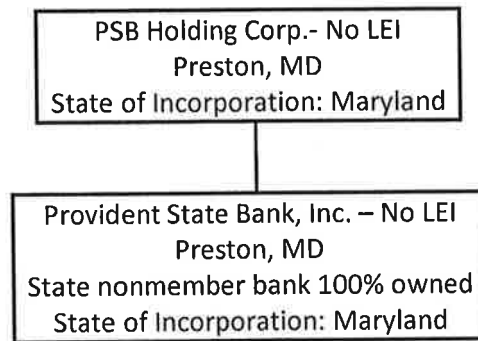 PSB Holding Corp.- No LEI
Preston, MD
State of Incorporation: Maryland
Provident State Bank, Inc. – No LEI
Preston, MD
State nonmember bank 100% owned
State of Incorporation: Maryland